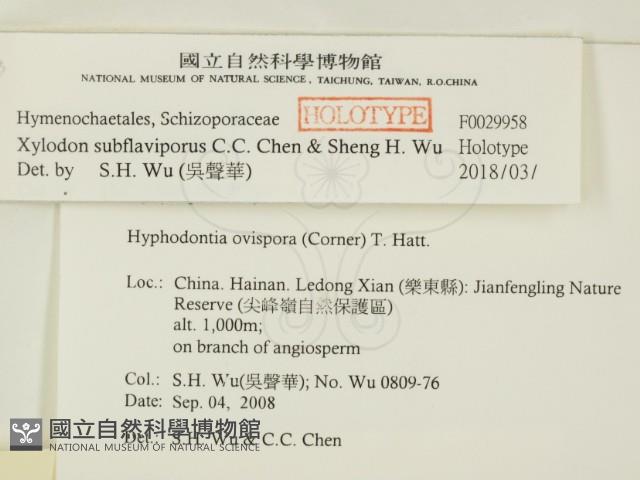 國立自然科學博物館
NATIONAL MUSEUM OF NATURAL SCIENCE, TAICHUNG, TAIWAN, R.O.CHINA
Hymenochaetales, Schizoporaceae HOLOTYPE F0029958
Xylodon subflaviporus C.C. Chen & Sheng H. Wu Holotype
Det. by S.H. Wu (吳聲華) 2018/03/
Hyphodontia ovispora (Corner) T. Hatt.
Loc.: China. Hainan. Ledong Xian (樂東縣): Jianfengling Nature
Reserve (尖峰嶺自然保護區)
alt. 1,000m;
on branch of angiosperm
Col.: S.H. Wu(吳聲華); No. Wu 0809-76
Date: Sep. 04, 2008
Det.: S.H. Wu & C.C. Chen
國立自然科學博物館
NATIONAL MUSEUM OF NATURAL SCIENCE